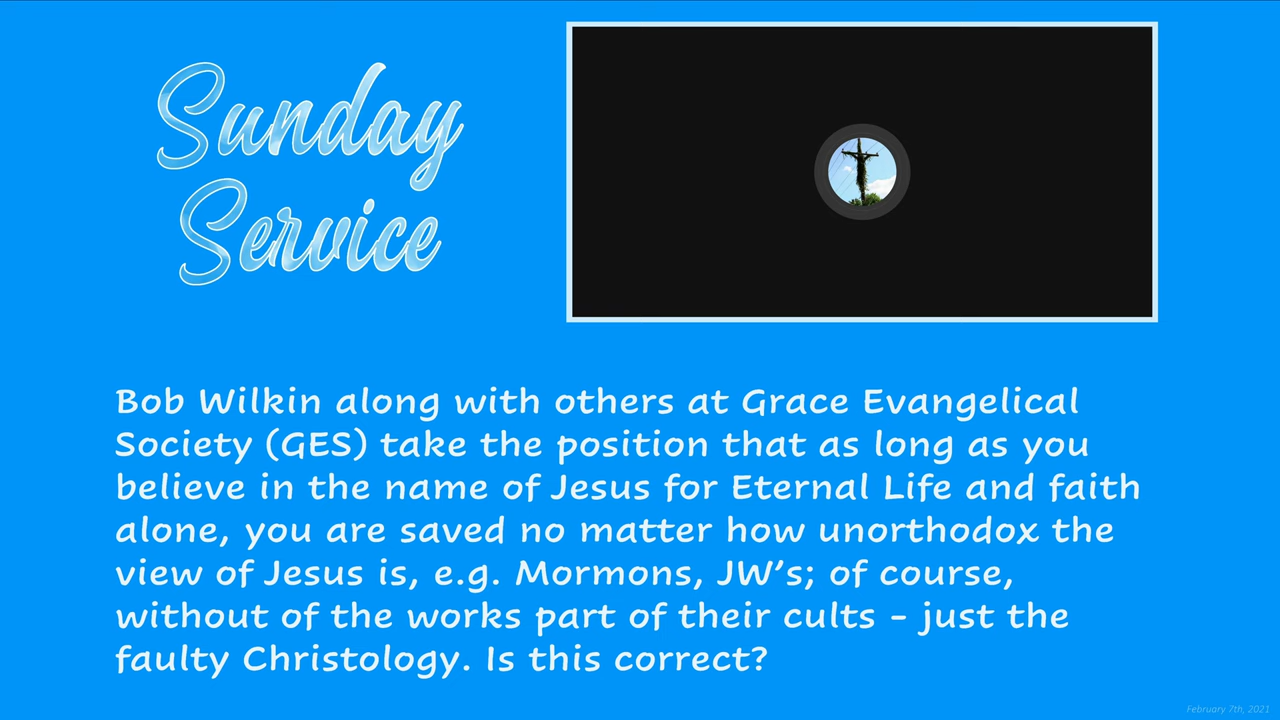 Sunday
Service
Bob Wilkin along with others at Grace Evangelical
Society (GES) take the position that as long as you
believe in the name of Jesus for Eternal Life and faith
alone, you are saved no matter how unorthodox the
view of Jesus is, e.g. Mormons, JW’s; of course,
without of the works part of their cults – just the
faulty Christology. Is this correct?
February 7th, 2021